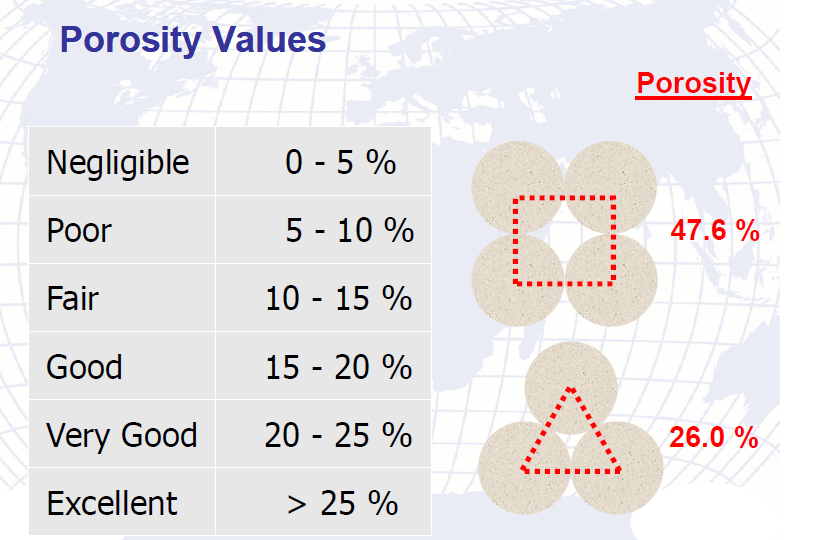 Porosity Values
Porosity
Negligible 0 - 5 %
Poor 5 - 10 %
Fair 10 - 15 %
Good 15 - 20 %
Very Good 20 - 25 %
Excellent > 25 %
47.6 %
26.0 %